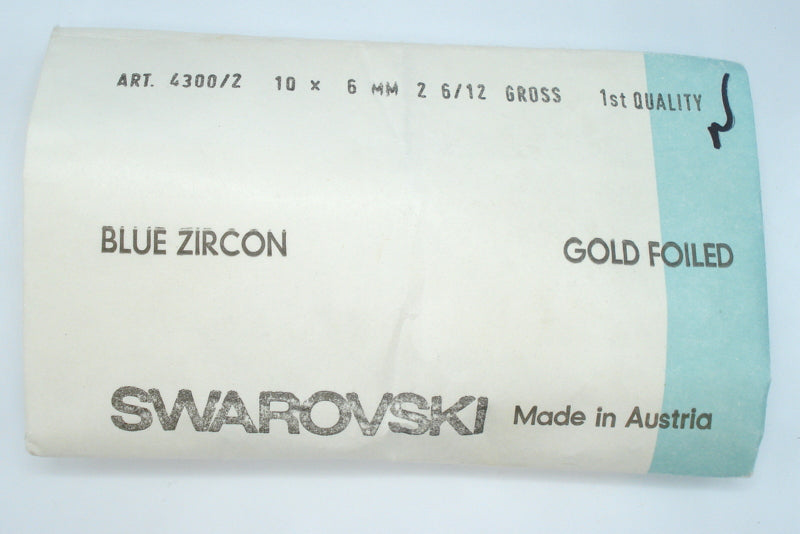 ART. 4300/2 10 x 6 MM 2 6/12 GROSS 1st QUALITY
BLUE ZIRCON GOLD FOILED
SWAROVSKI Made in Austria